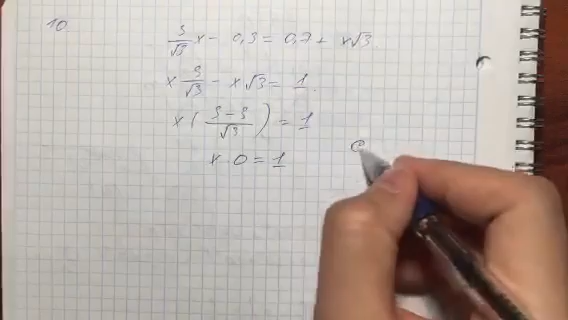 10.
3/√3 x - 0,3 = 0,7 + x√3
x 3/√3 - x√3 = 1.
x ( 3-3/√3 ) = 1
x 0 = 1